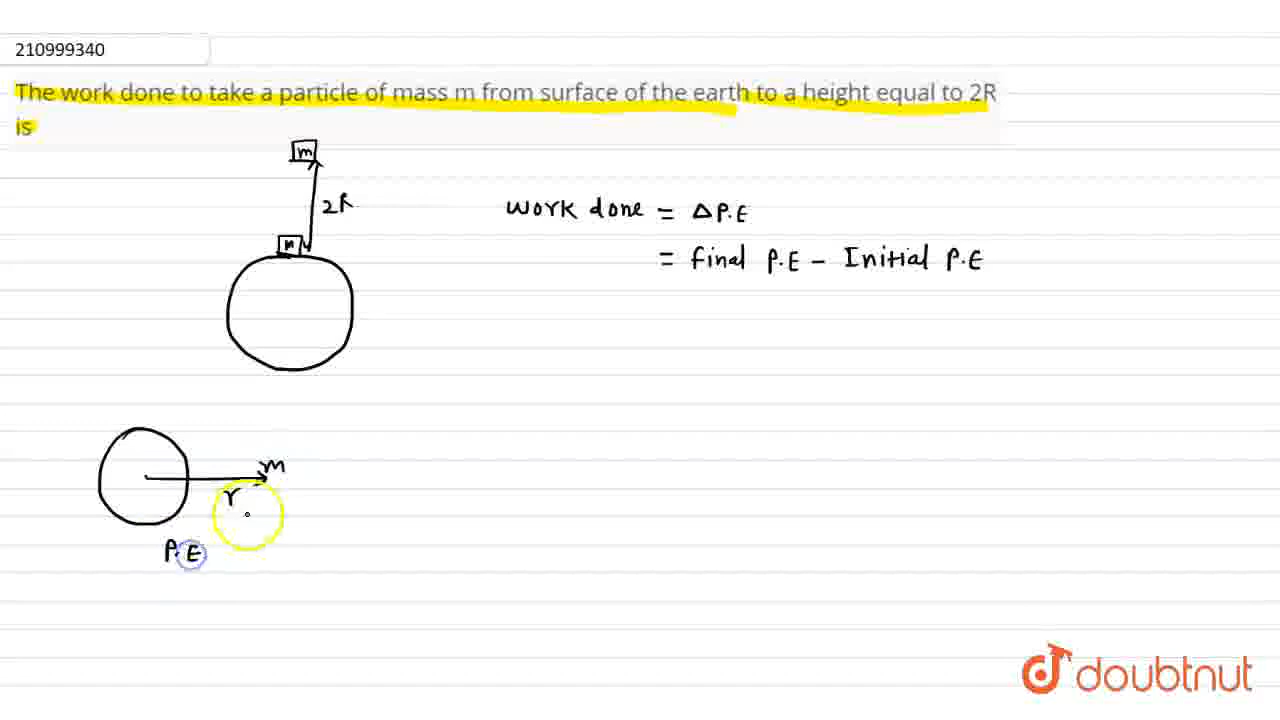 210999340
The work done to take a particle of mass m from surface of the earth to a height equal to 2R
is
m
2R
m
work done = Δ P.E
= final P.E - Initial P.E
m
r
P.E
doubtnut